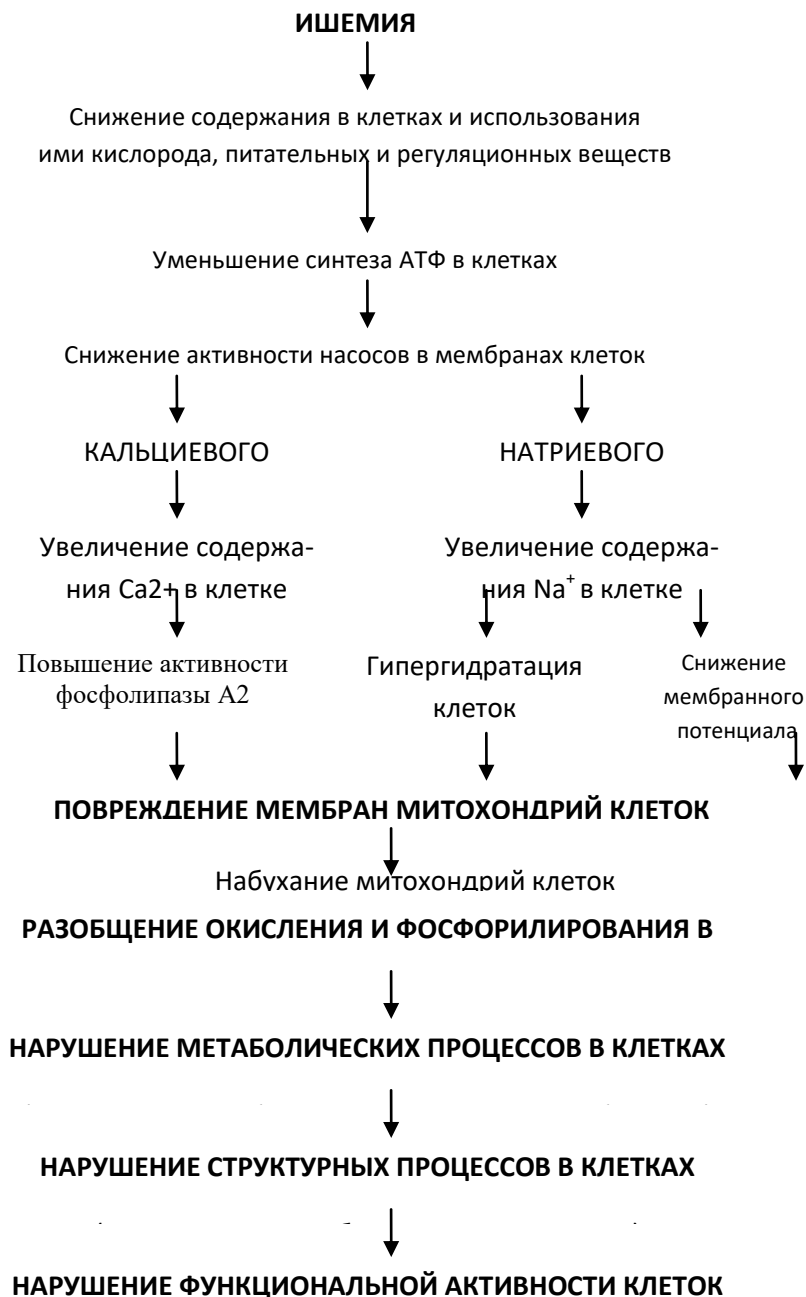 ИШЕМИЯ
Снижение содержания в клетках и использования
ими кислорода, питательных и регуляционных веществ
Уменьшение синтеза АТФ в клетках
Снижение активности насосов в мембранах клеток
КАЛЬЦИЕВОГО
НАТРИЕВОГО
Увеличение содержа-
ния Ca2+ в клетке
Увеличение содержа-
ния Na⁺ в клетке
Повышение активности
фосфолипазы А2
Гипергидратация
клеток
Снижение
мембранного
потенциала
ПОВРЕЖДЕНИЕ МЕМБРАН МИТОХОНДРИЙ КЛЕТОК
Набухание митохондрий клеток
РАЗОБЩЕНИЕ ОКИСЛЕНИЯ И ФОСФОРИЛИРОВАНИЯ В
НАРУШЕНИЕ МЕТАБОЛИЧЕСКИХ ПРОЦЕССОВ В КЛЕТКАХ
НАРУШЕНИЕ СТРУКТУРНЫХ ПРОЦЕССОВ В КЛЕТКАХ
НАРУШЕНИЕ ФУНКЦИОНАЛЬНОЙ АКТИВНОСТИ КЛЕТОК